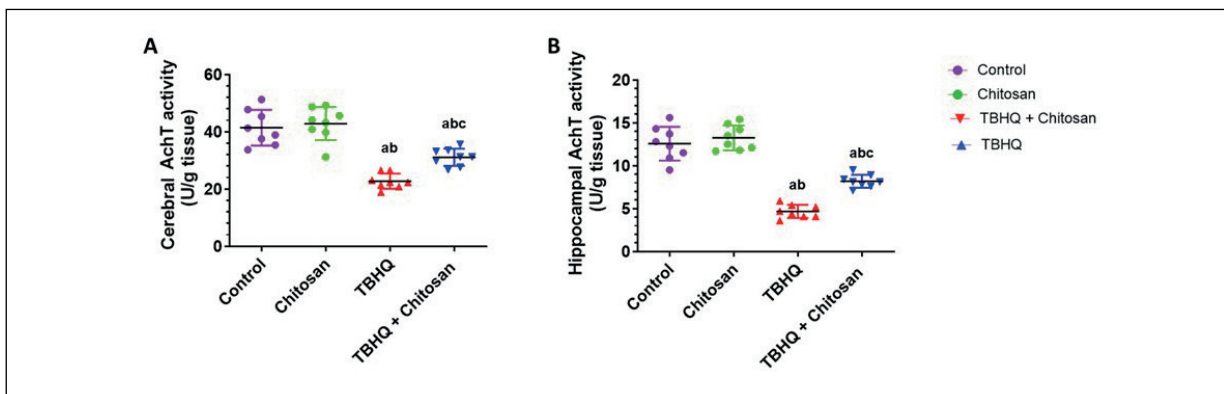 A
Cerebral AchT activity
(U/g tissue)
60
40
20
0
ab
abc
Control
Chitosan
TBHQ
TBHQ + Chitosan
B
Hippocampal AchT activity
(U/g tissue)
20
15
10
5
0
ab
abc
Control
Chitosan
TBHQ
TBHQ + Chitosan
Control
Chitosan
TBHQ + Chitosan
TBHQ